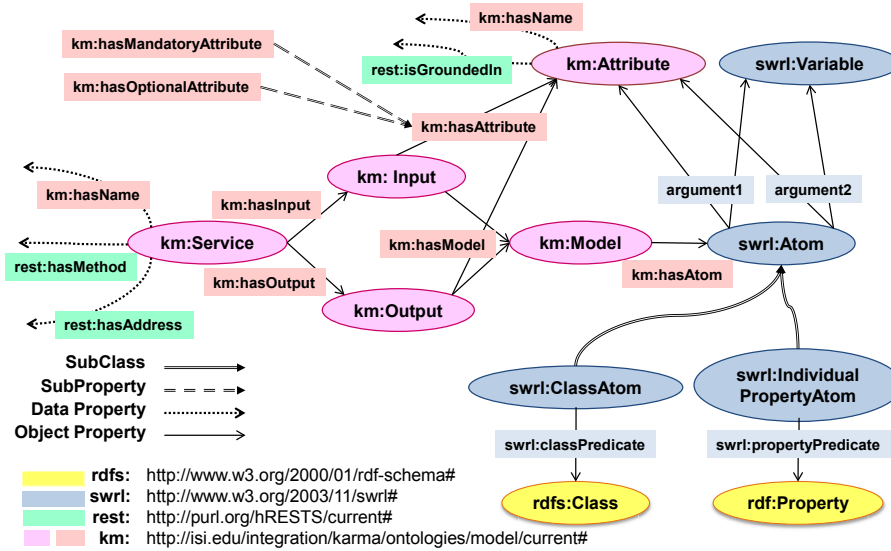 km:hasName
km:hasMandatoryAttribute
rest:isGroundedIn
km:Attribute
swrl:Variable
km:hasOptionalAttribute
km:hasAttribute
km: Input
argument1
argument2
km:hasName
km:hasInput
km:Service
km:hasModel
km:Model
swrl:Atom
rest:hasMethod
km:hasOutput
km:hasAtom
km:Output
rest:hasAddress
SubClass
SubProperty
Data Property
Object Property
swrl:ClassAtom
swrl:Individual
PropertyAtom
swrl:classPredicate
swrl:propertyPredicate
rdfs:Class
rdf:Property
rdfs: http://www.w3.org/2000/01/rdf-schema#
swrl: http://www.w3.org/2003/11/swrl#
rest: http://purl.org/hRESTS/current#
km: http://isi.edu/integration/karma/ontologies/model/current#